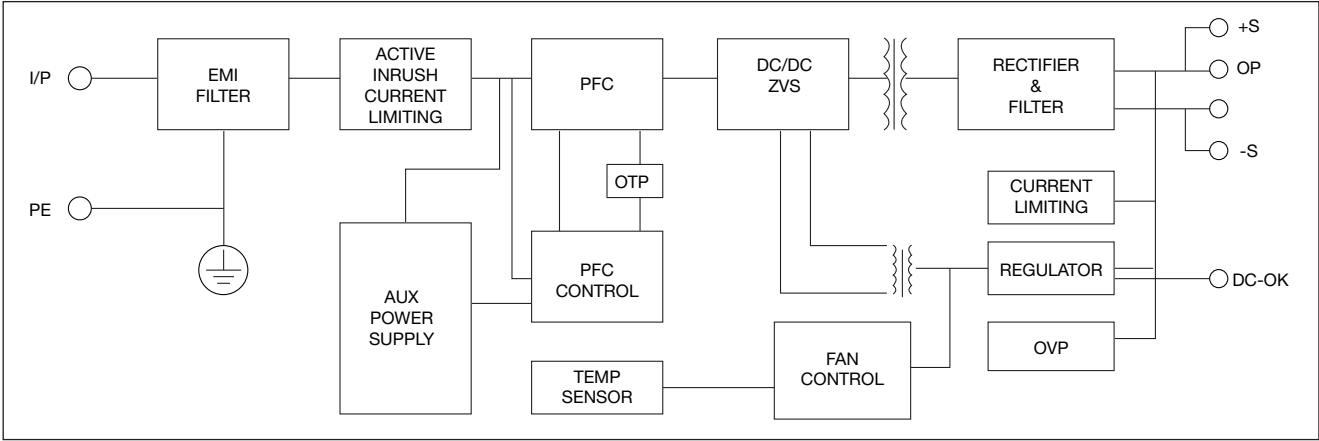 I/P
EMI
FILTER
ACTIVE
INRUSH
CURRENT
LIMITING
PFC
DC/DC
ZVS
RECTIFIER
&
FILTER
+S
OP
-S
PE
OTP
CURRENT
LIMITING
AUX
POWER
SUPPLY
PFC
CONTROL
REGULATOR
DC-OK
OVP
TEMP
SENSOR
FAN
CONTROL